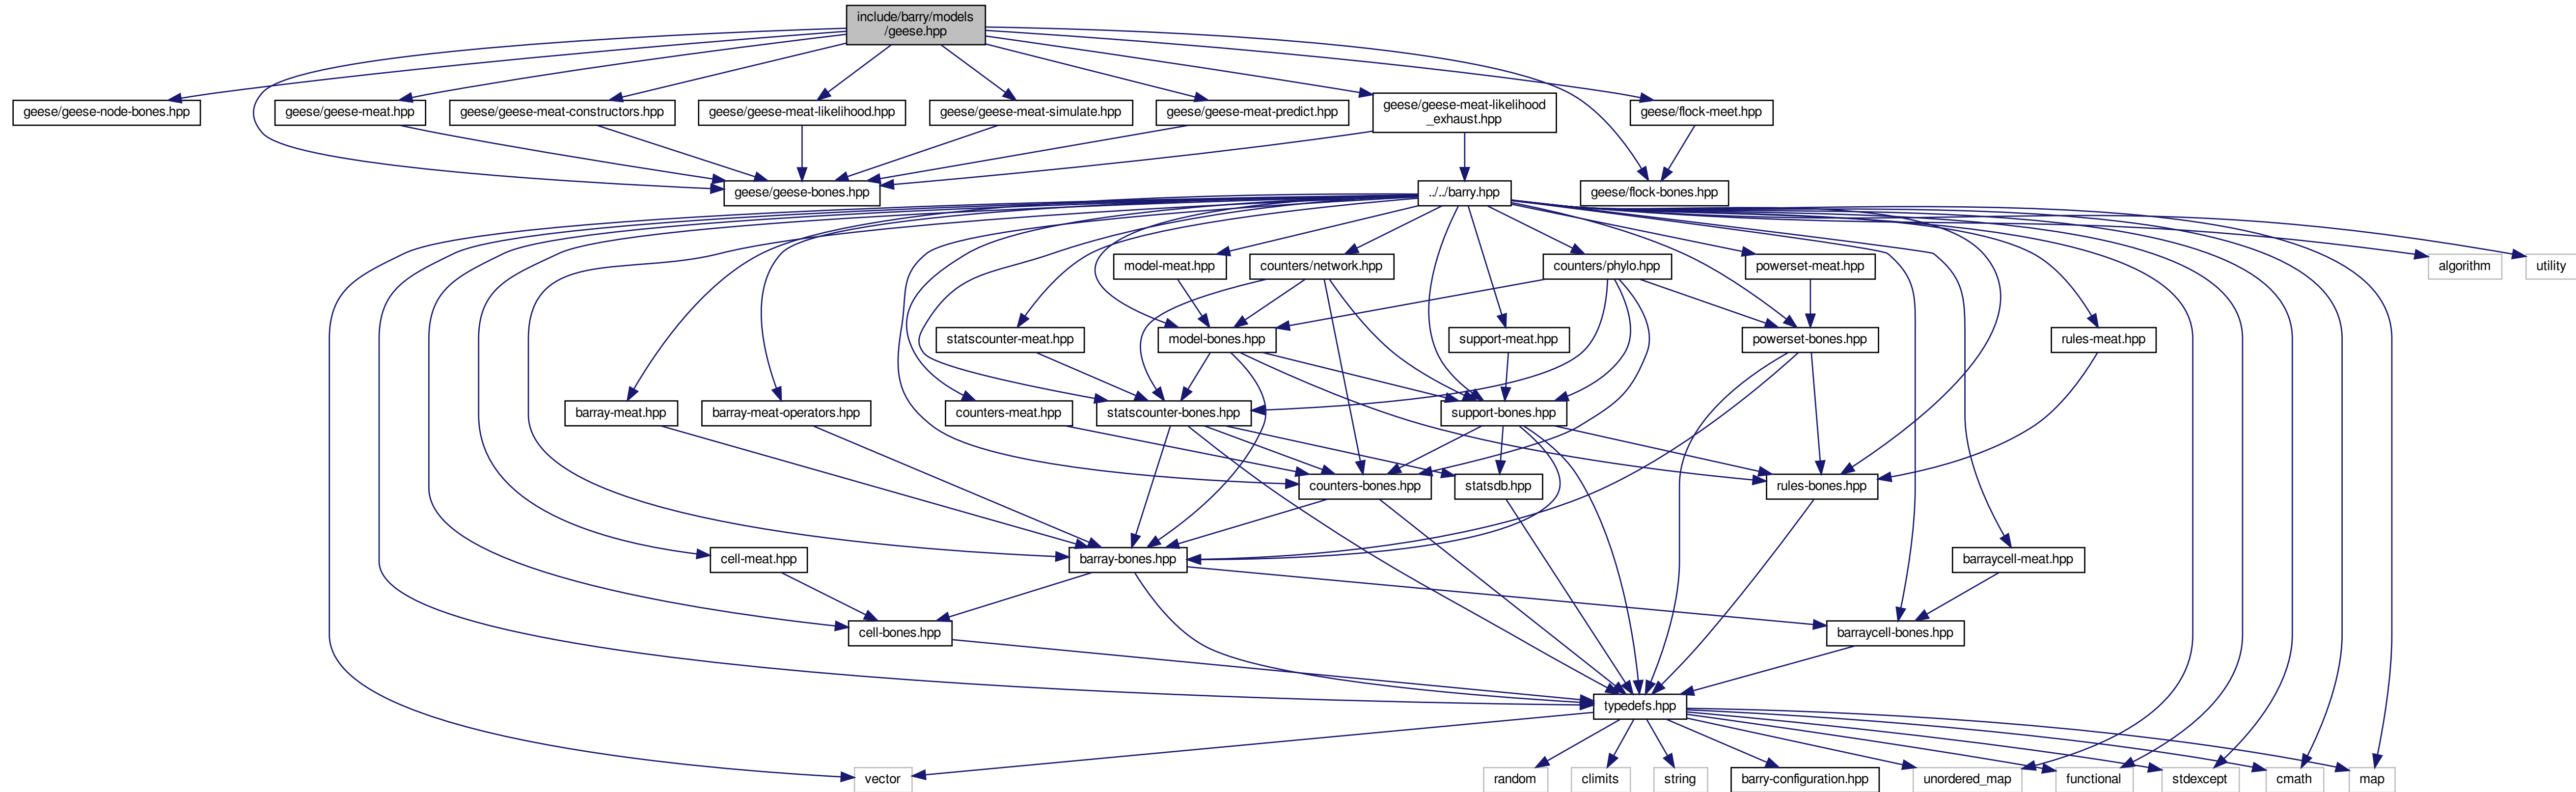 include/barry/models
/geese.hpp
geese/geese-node-bones.hpp
geese/geese-meat.hpp
geese/geese-meat-constructors.hpp
geese/geese-meat-likelihood.hpp
geese/geese-meat-simulate.hpp
geese/geese-meat-predict.hpp
geese/geese-meat-likelihood
_exhaust.hpp
geese/flock-meet.hpp
geese/geese-bones.hpp
../../barry.hpp
geese/flock-bones.hpp
model-meat.hpp
counters/network.hpp
counters/phylo.hpp
powerset-meat.hpp
algorithm
utility
statscounter-meat.hpp
model-bones.hpp
support-meat.hpp
powerset-bones.hpp
rules-meat.hpp
barray-meat.hpp
barray-meat-operators.hpp
counters-meat.hpp
statscounter-bones.hpp
support-bones.hpp
counters-bones.hpp
statsdb.hpp
rules-bones.hpp
cell-meat.hpp
barray-bones.hpp
barraycell-meat.hpp
cell-bones.hpp
barraycell-bones.hpp
typedefs.hpp
vector
random
climits
string
barry-configuration.hpp
unordered_map
functional
stdexcept
cmath
map